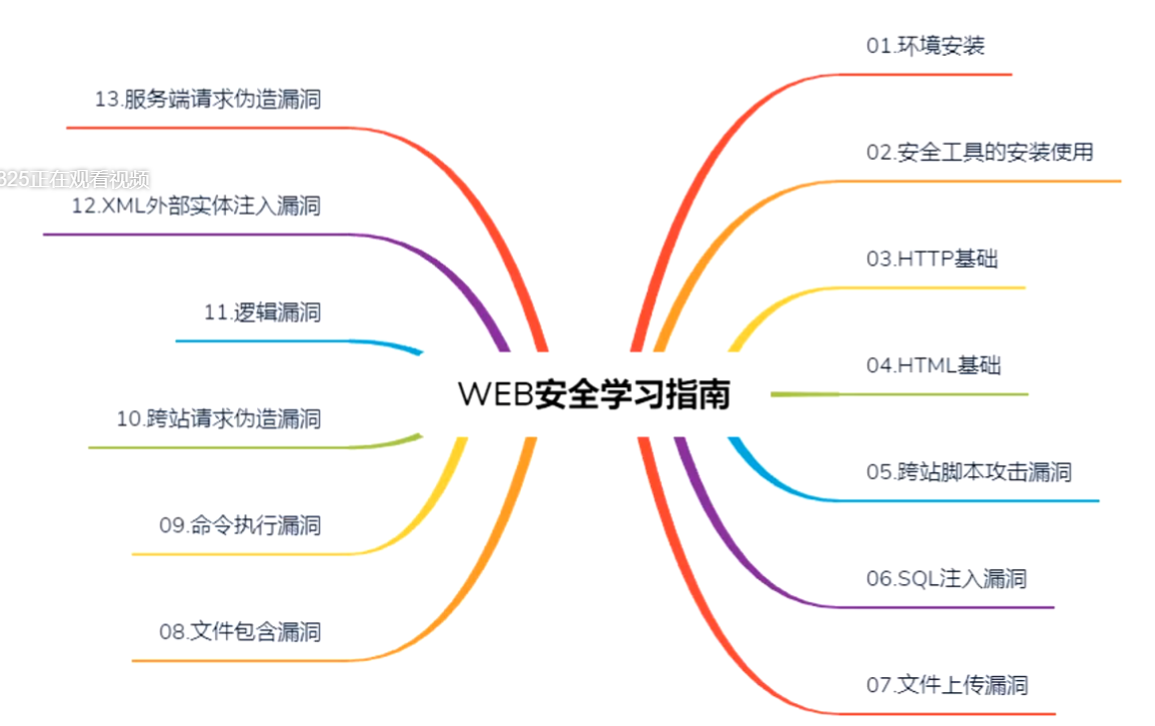 WEB安全学习指南
01.环境安装
02.安全工具的安装使用
03.HTTP基础
04.HTML基础
05.跨站脚本攻击漏洞
06.SQL注入漏洞
07.文件上传漏洞
08.文件包含漏洞
09.命令执行漏洞
10.跨站请求伪造漏洞
11.逻辑漏洞
12.XML外部实体注入漏洞
13.服务端请求伪造漏洞
325正在观看视频